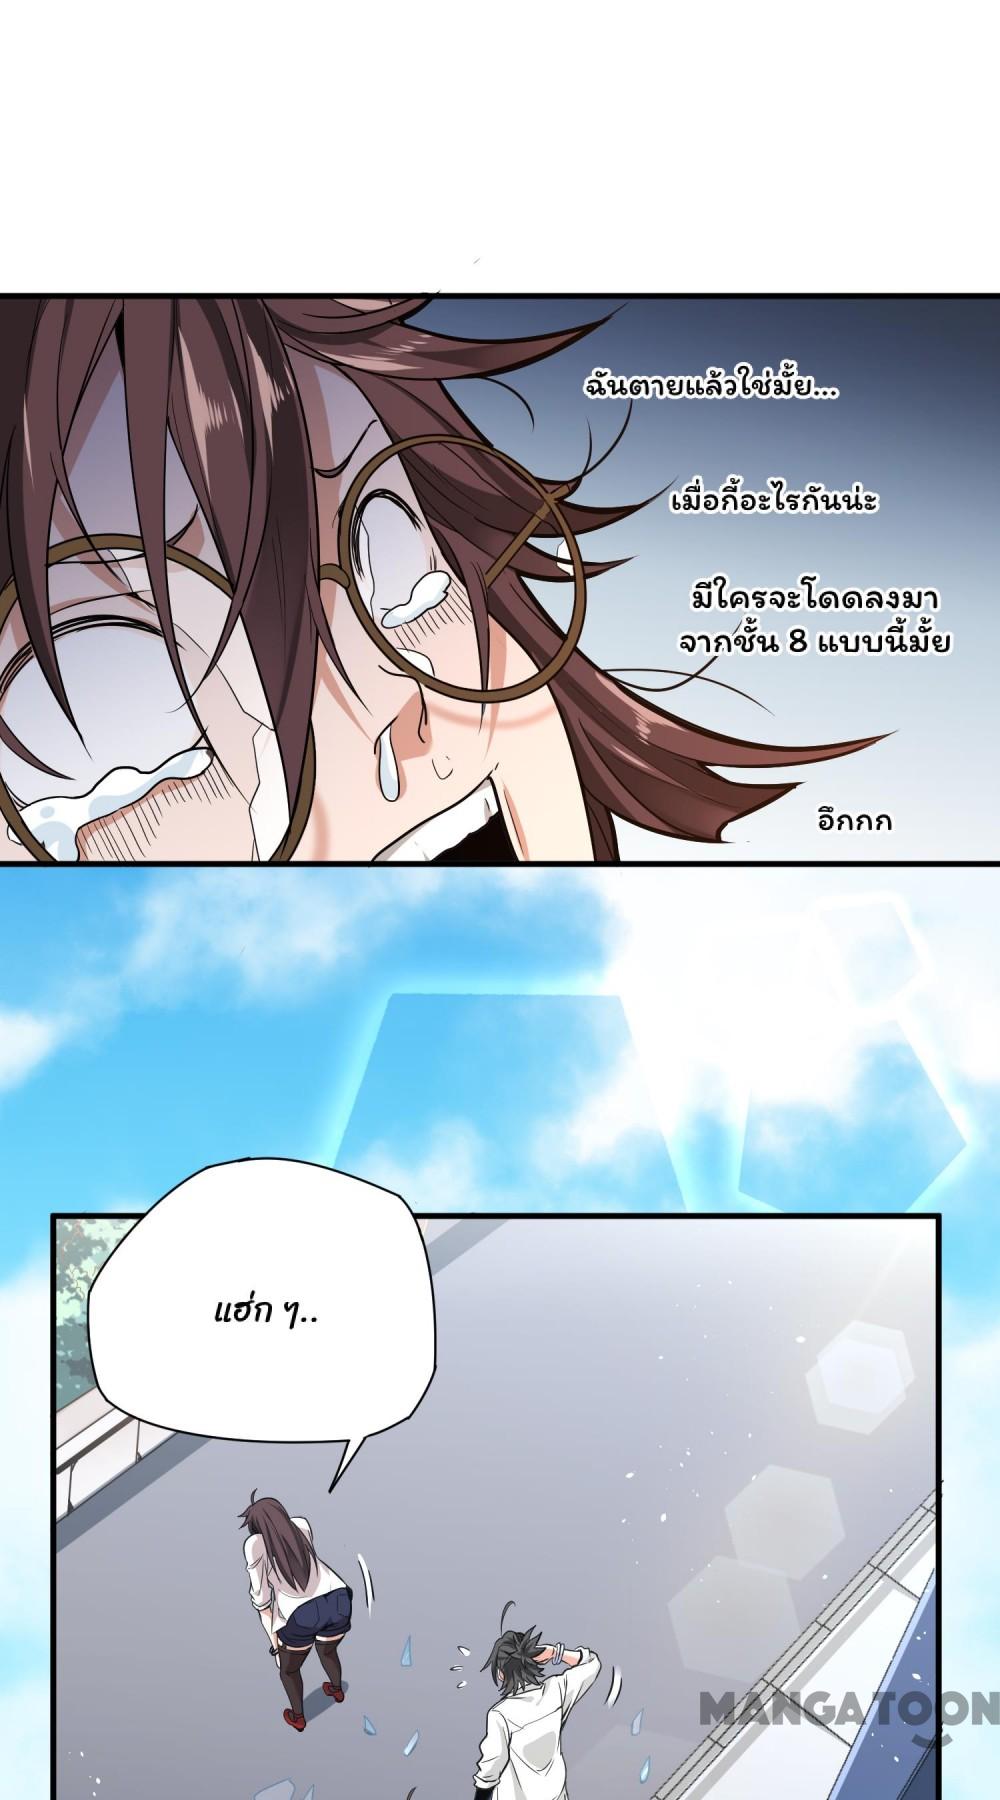 ฉันตายแล้วใช่มั้ย...
เมื่อกี้อะไรกันน่ะ
มีใครจะโดดลงมา
จากชั้น 8 แบบนี้มั้ย
อึกกก
แฮ่ก ๆ..
MANGATOON